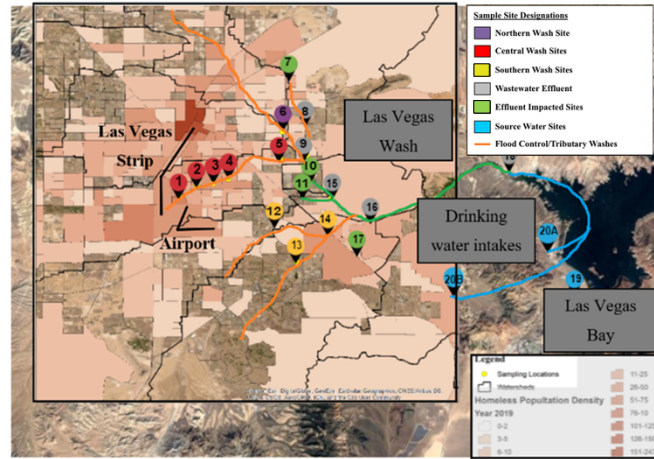 Sample Site Designations
Northern Wash Site
Central Wash Sites
Southern Wash Sites
Wastewater Effluent
Effluent Impacted Sites
Source Water Sites
Flood Control/Tributary Washes
7
6
8
5
9
4
3
2
1
10
11
15
12
14
16
13
17
18
20A
20B
19
Las Vegas
Strip
Airport
Las Vegas
Wash
Drinking
water intakes
Las Vegas
Bay
Legend
Sampling Locations
Watersheds
Homeless Popultation Density
Year 2019
0-2
3-5
6-10
11-25
26-50
51-75
76-10
101-125
126-150